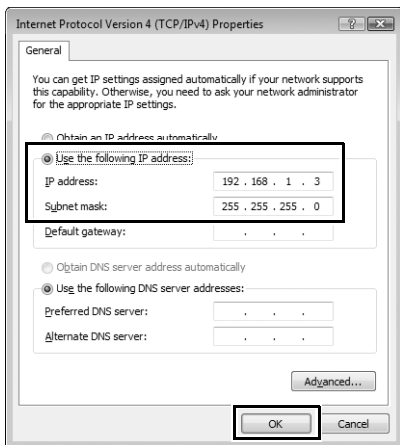 Internet Protocol Version 4 (TCP/IPv4) Properties
General
You can get IP settings assigned automatically if your network supports
this capability. Otherwise, you need to ask your network administrator
for the appropriate IP settings.
Obtain an IP address automatically
Use the following IP address:
IP address: 192 . 168 . 1 . 3
Subnet mask: 255 . 255 . 255 . 0
Default gateway: . . .
Obtain DNS server address automatically
Use the following DNS server addresses:
Preferred DNS server: . . .
Alternate DNS server: . . .
Advanced...
OK Cancel